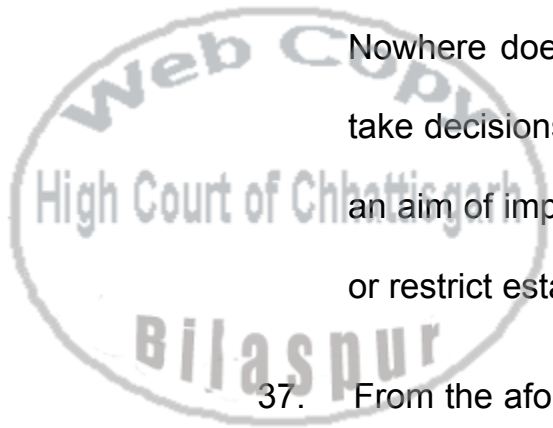 Web Copy
High Court of Chhattisgarh
Bilaspur
Nowhere doe
take decisions
an aim of imp
or restrict esta
37. From the afo